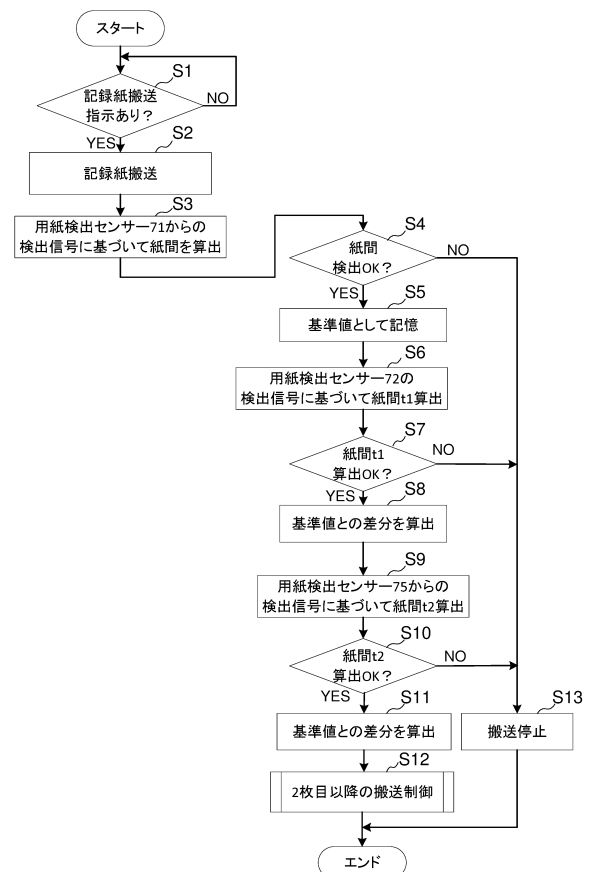 スタート
S1
記録紙搬送
指示あり？
NO
YES
S2
記録紙搬送
S3
用紙検出センサー71からの
検出信号に基づいて紙間を算出
S4
紙間
検出OK？
NO
YES
S5
基準値として記憶
S6
用紙検出センサー72の
検出信号に基づいて紙間t1算出
S7
紙間t1
算出OK？
NO
YES
S8
基準値との差分を算出
S9
用紙検出センサー75からの
検出信号に基づいて紙間t2算出
S10
紙間t2
算出OK？
NO
YES
S11
基準値との差分を算出
S13
搬送停止
S12
2枚目以降の搬送制御
エンド